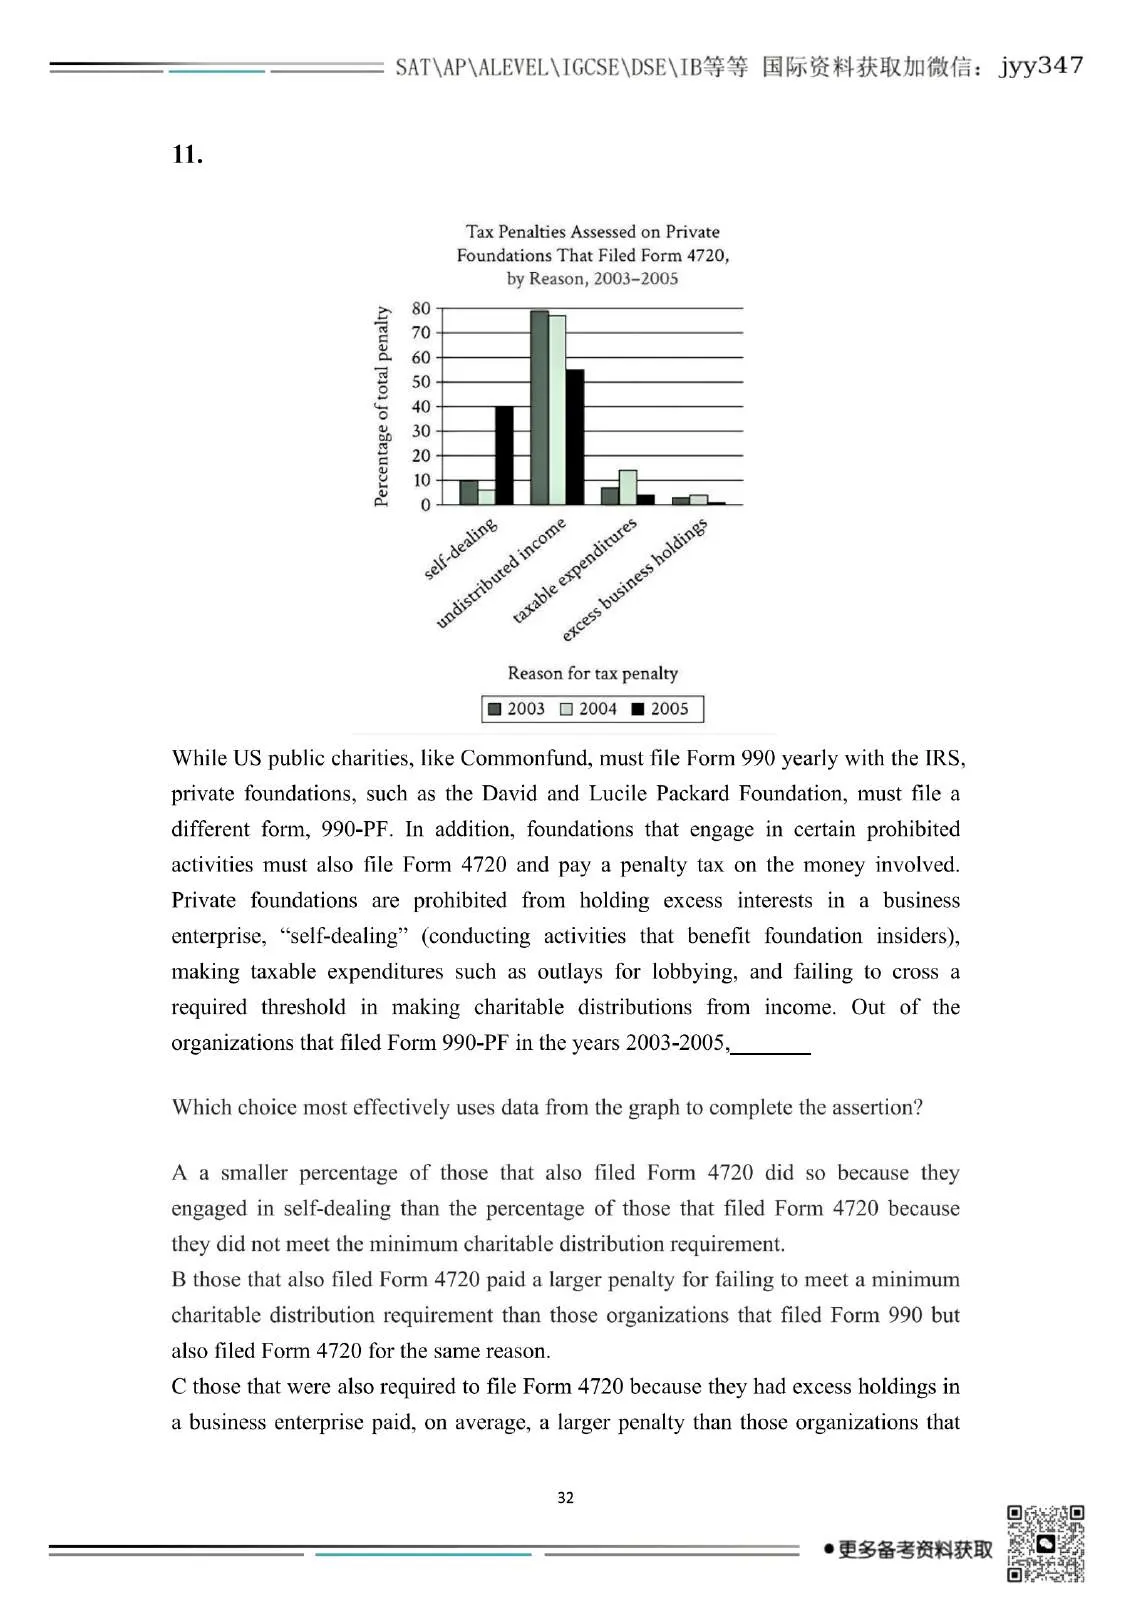 SAT\AP\ALEVEL\IGCSE\DSE\IB等等 国际资料获取加微信：jyy347
11.
Tax Penalties Assessed on Private
Foundations That Filed Form 4720,
by Reason, 2003–2005
Percentage of total penalty
80
70
60
50
40
30
20
10
0
self-dealing
undistributed income
taxable expenditures
excess business holdings
Reason for tax penalty
2003 2004 2005
While US public charities, like Commonfund, must file Form 990 yearly with the IRS,
private foundations, such as the David and Lucile Packard Foundation, must file a
different form, 990-PF. In addition, foundations that engage in certain prohibited
activities must also file Form 4720 and pay a penalty tax on the money involved.
Private foundations are prohibited from holding excess interests in a business
enterprise, “self-dealing” (conducting activities that benefit foundation insiders),
making taxable expenditures such as outlays for lobbying, and failing to cross a
required threshold in making charitable distributions from income. Out of the
organizations that filed Form 990-PF in the years 2003-2005,_______
Which choice most effectively uses data from the graph to complete the assertion?
A a smaller percentage of those that also filed Form 4720 did so because they
engaged in self-dealing than the percentage of those that filed Form 4720 because
they did not meet the minimum charitable distribution requirement.
B those that also filed Form 4720 paid a larger penalty for failing to meet a minimum
charitable distribution requirement than those organizations that filed Form 990 but
also filed Form 4720 for the same reason.
C those that were also required to file Form 4720 because they had excess holdings in
a business enterprise paid, on average, a larger penalty than those organizations that
32
●更多备考资料获取